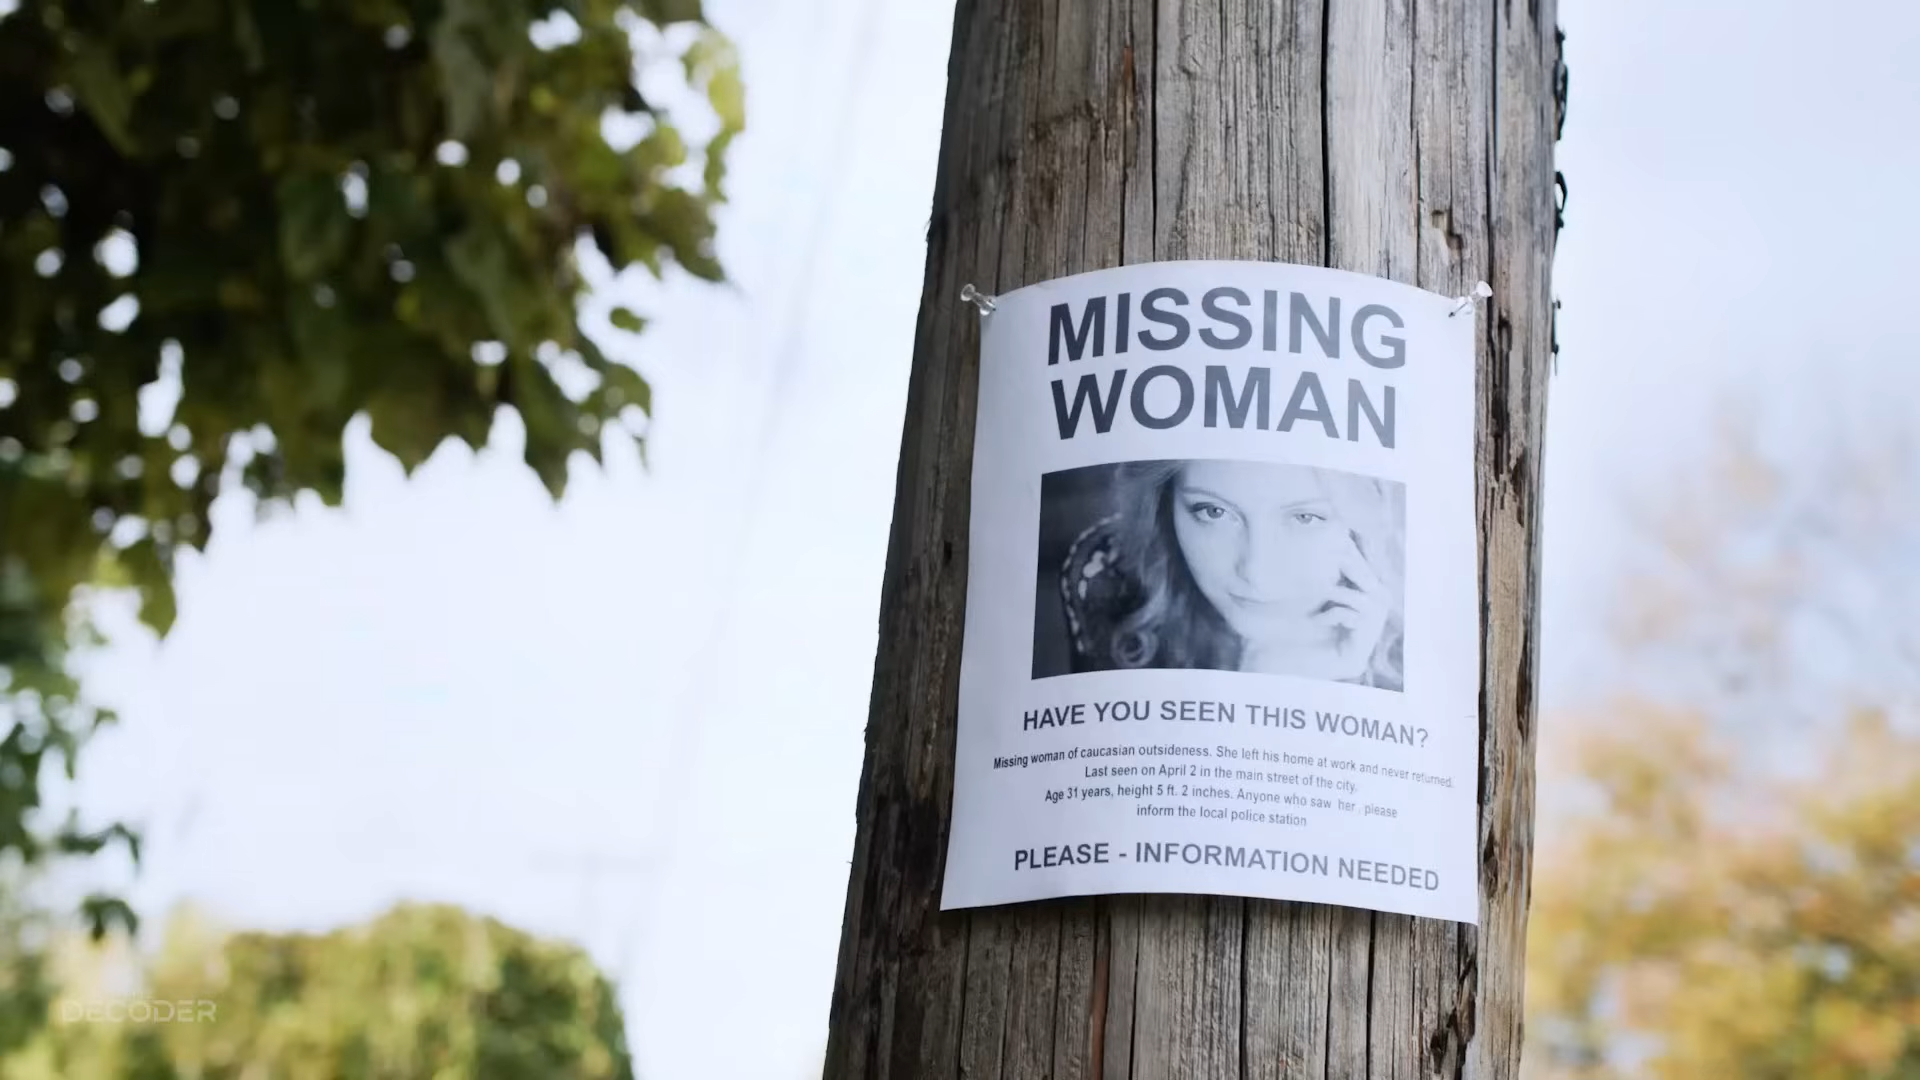 MISSING
WOMAN
HAVE YOU SEEN THIS WOMAN?
Missing woman of caucasian outsideness. She left his home at work and never returned.
Last seen on April 2 in the main street of the city.
Age 31 years, height 5 ft. 2 inches. Anyone who saw her , please
inform the local police station
PLEASE - INFORMATION NEEDED
DECODER